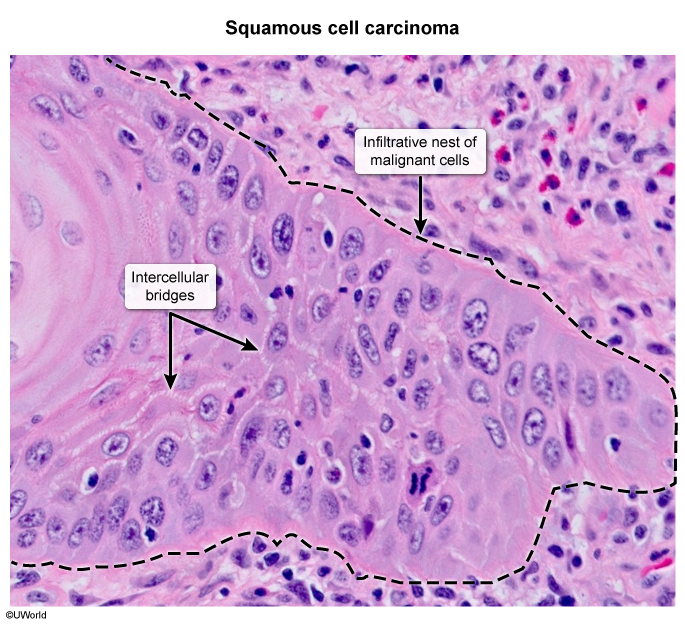 Squamous cell carcinoma
Infiltrative nest of
malignant cells
Intercellular
bridges
©UWorld